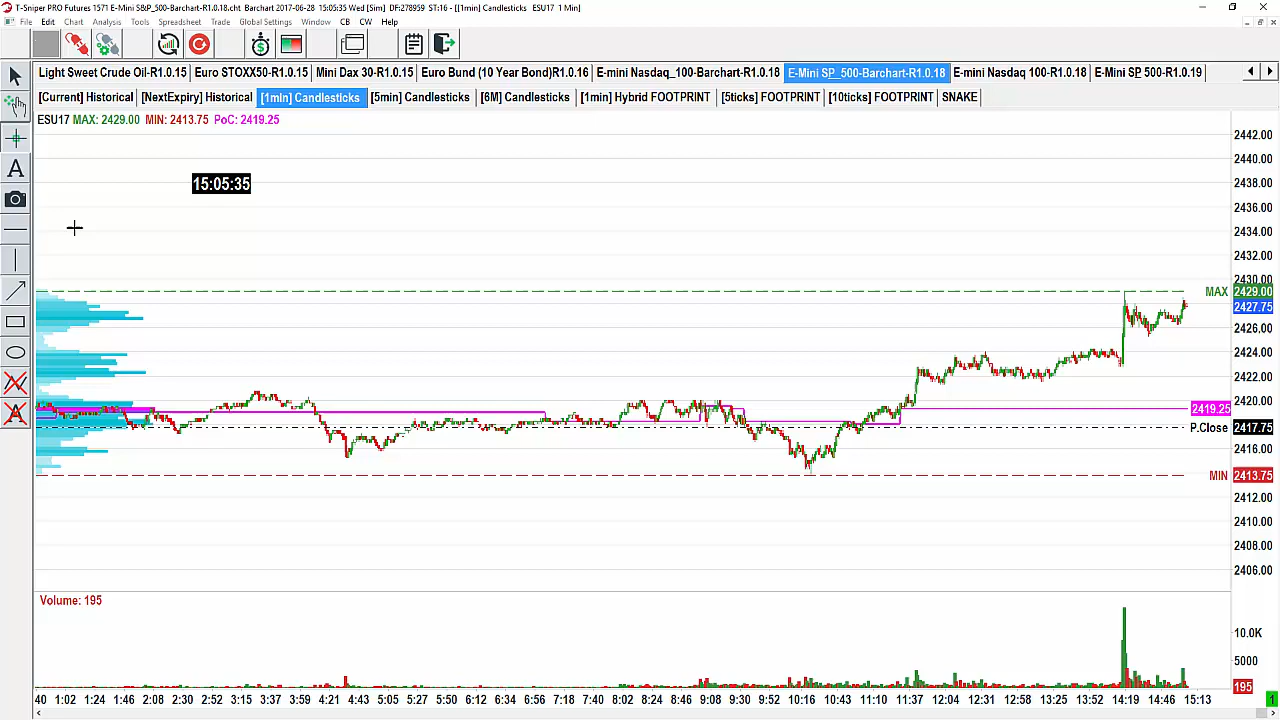 T-Sniper PRO Futures 1571 E-Mini S&P_500-Barchart-R1.0.18.cht Barchart 2017-06-28 15:05:35 Wed [Sim] DF:278959 ST:16 - [[1min] Candlesticks ESU17 1 Min]
File Edit Chart Analysis Tools Spreadsheet Trade Global Settings Window CB CW Help
Light Sweet Crude Oil-R1.0.15 Euro STOXX50-R1.0.15 Mini Dax 30-R1.0.15 Euro Bund (10 Year Bond)R1.0.16 E-mini Nasdaq_100-Barchart-R1.0.18 E-Mini SP_500-Barchart-R1.0.18 E-mini Nasdaq 100-R1.0.18 E-Mini SP 500-R1.0.19
[Current] Historical [NextExpiry] Historical [1min] Candlesticks [5min] Candlesticks [6M] Candlesticks [1min] Hybrid FOOTPRINT [5ticks] FOOTPRINT [10ticks] FOOTPRINT SNAKE
ESU17 MAX: 2429.00 MIN: 2413.75 PoC: 2419.25
2442.00
2440.00
15:05:35
2438.00
2436.00
2434.00
2432.00
2430.00
MAX 2429.00
2427.75
2426.00
2424.00
2422.00
2420.00
2419.25
P.Close 2417.75
2416.00
MIN 2413.75
2412.00
2410.00
2408.00
2406.00
Volume: 195
10.0K
5000
195
40 1:02 1:24 1:46 2:08 2:30 2:52 3:15 3:37 3:59 4:21 4:43 5:05 5:27 5:50 6:12 6:34 6:56 7:18 7:40 8:02 8:24 8:46 9:08 9:30 9:52 10:16 10:43 11:10 11:37 12:04 12:31 12:58 13:25 13:52 14:19 14:46 15:13
1